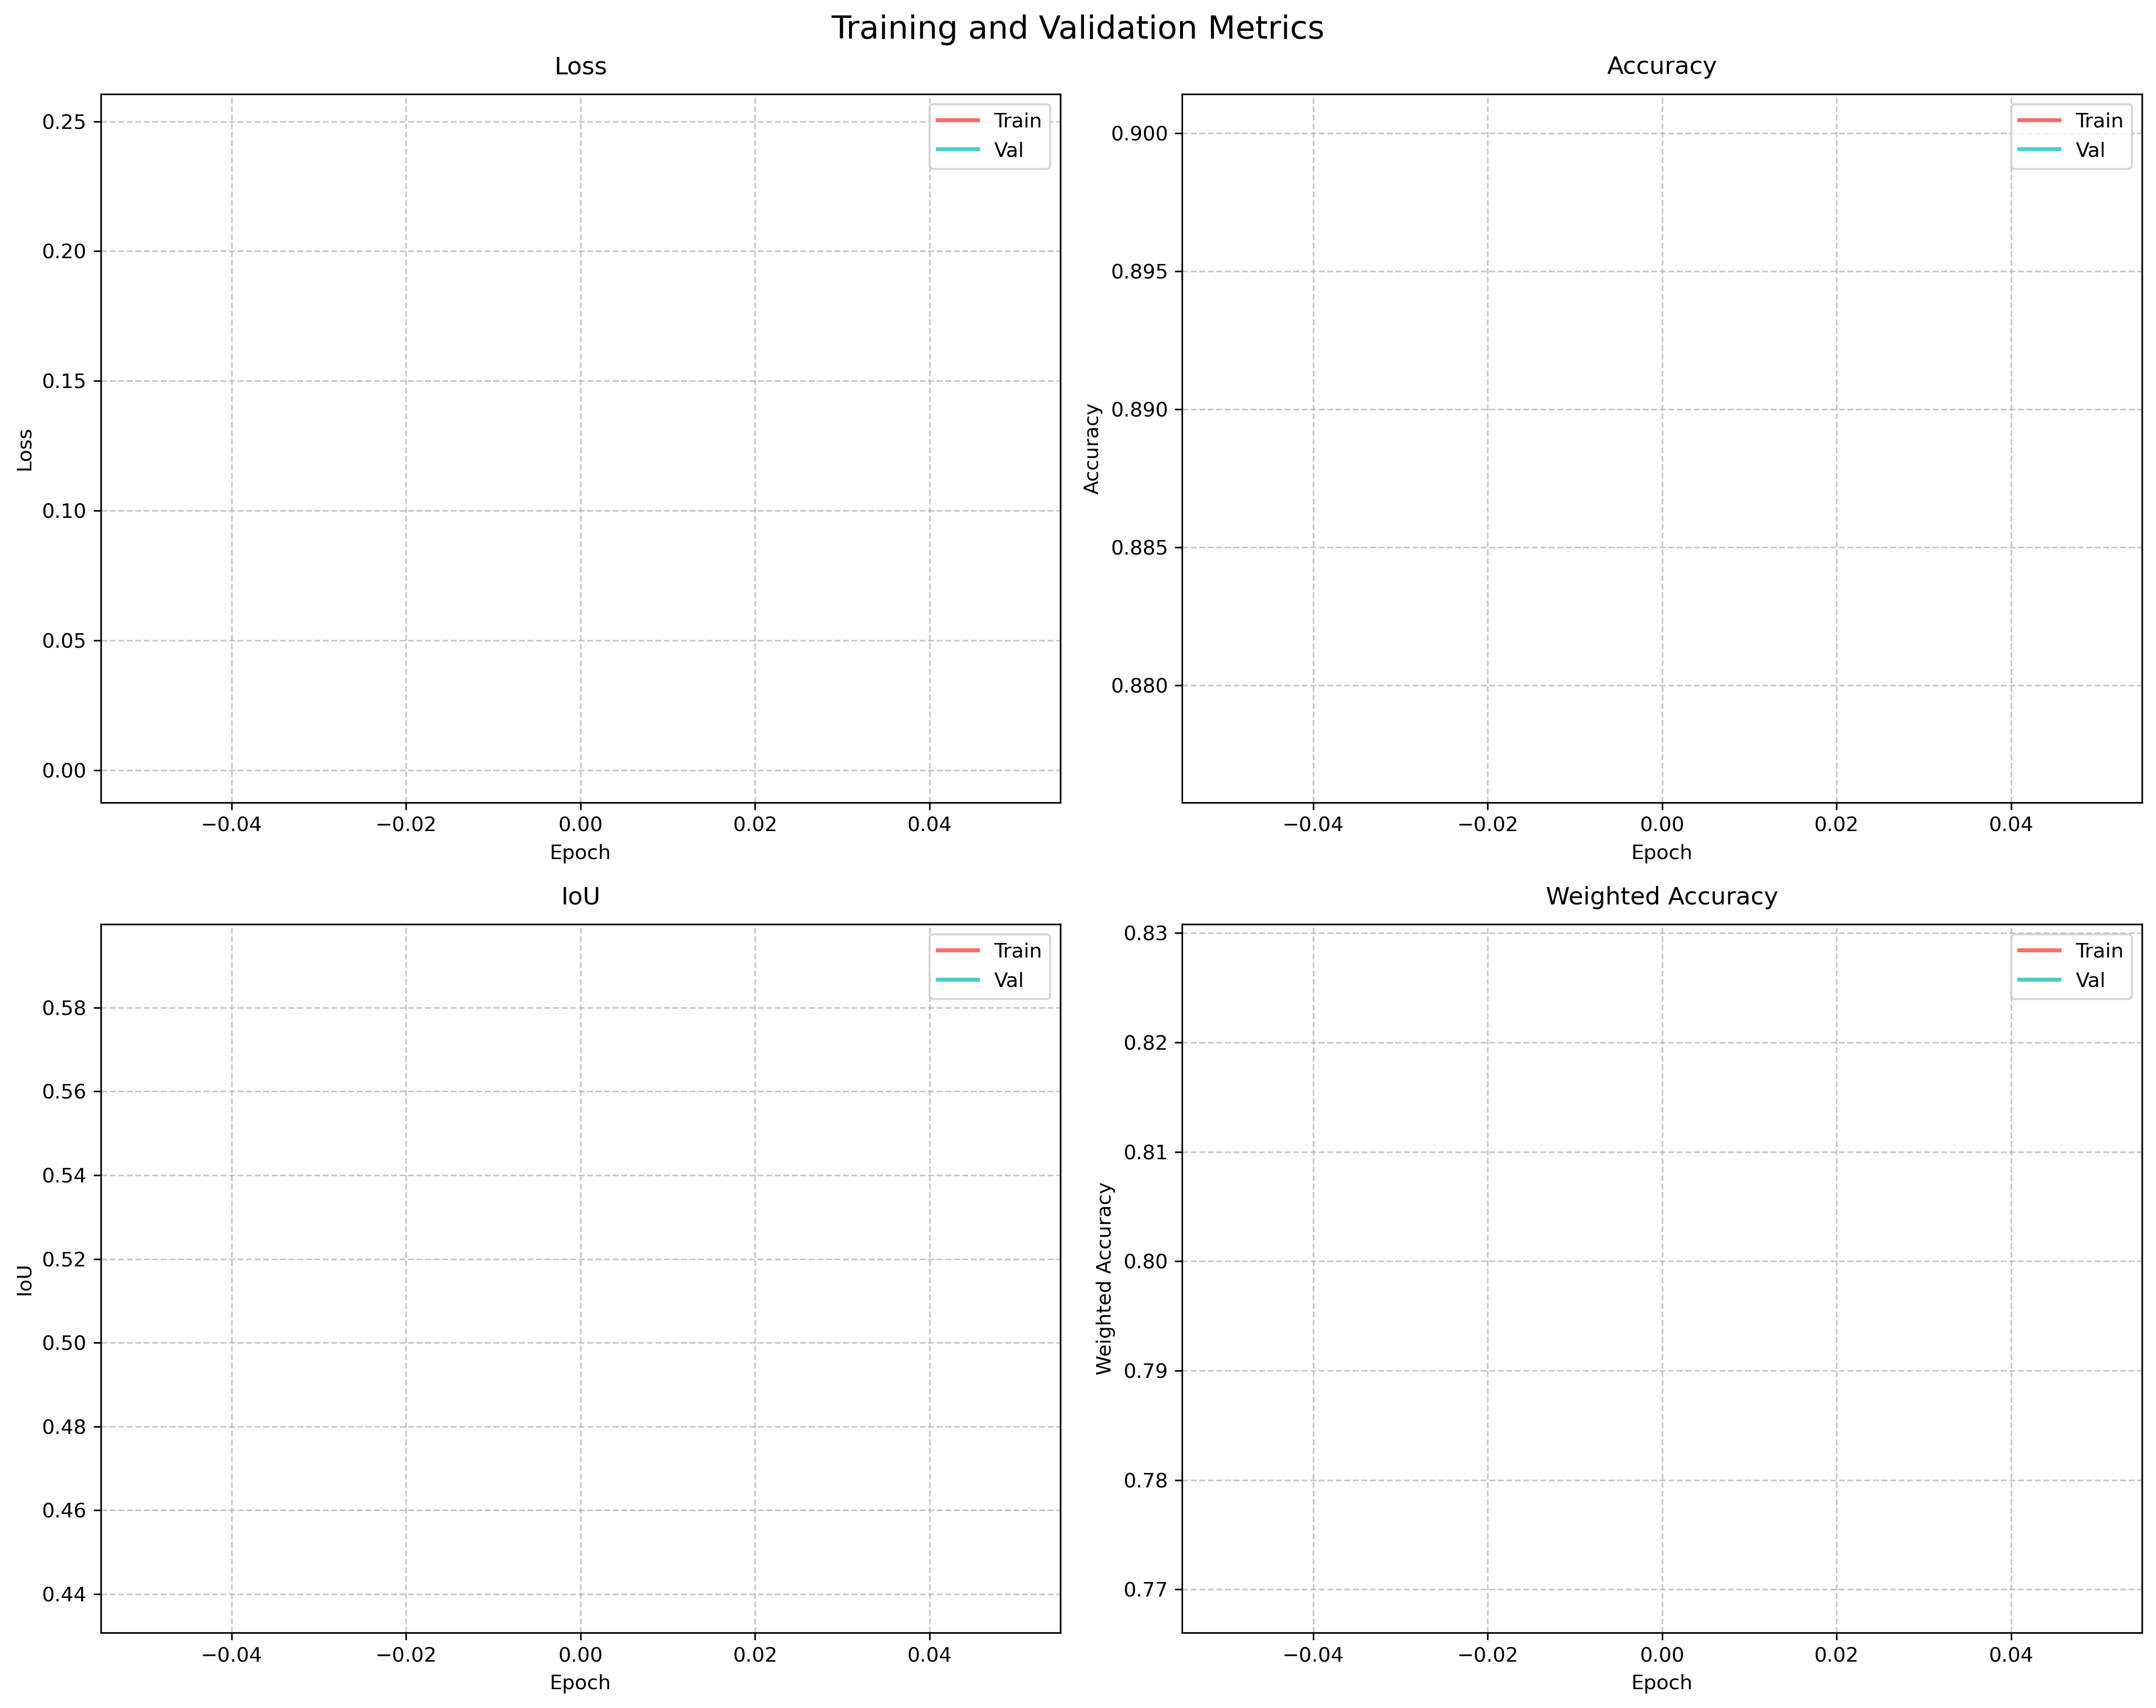 Training and Validation Metrics
Loss
0.25
0.20
0.15
0.10
0.05
0.00
Loss
−0.04 −0.02 0.00 0.02 0.04
Epoch
Train
Val
Accuracy
0.900
0.895
0.890
0.885
0.880
Accuracy
−0.04 −0.02 0.00 0.02 0.04
Epoch
Train
Val
IoU
0.58
0.56
0.54
0.52
0.50
0.48
0.46
0.44
IoU
−0.04 −0.02 0.00 0.02 0.04
Epoch
Train
Val
Weighted Accuracy
0.83
0.82
0.81
0.80
0.79
0.78
0.77
Weighted Accuracy
−0.04 −0.02 0.00 0.02 0.04
Epoch
Train
Val